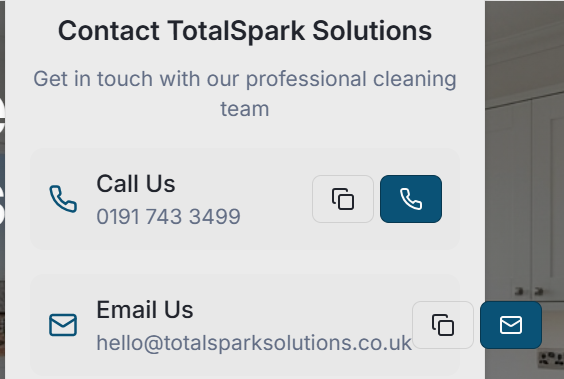 Contact TotalSpark Solutions
Get in touch with our professional cleaning
team
Call Us
0191 743 3499
Email Us
hello@totalsparksolutions.co.uk